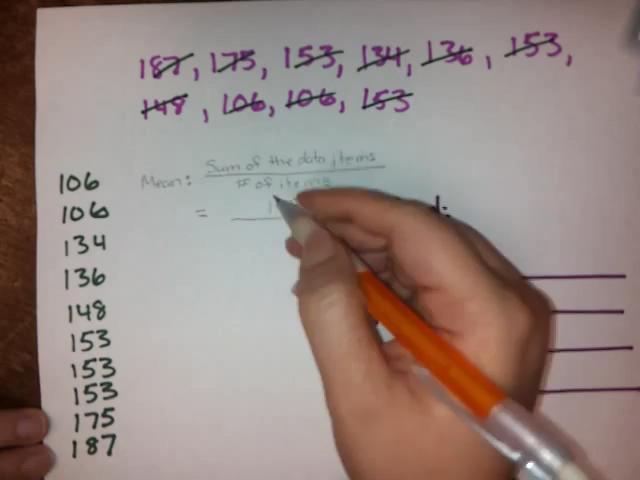 187, 175, 153, 134, 136, 153,
148, 106, 106, 153
Mean: Sum of the data items
# of items
=
106
106
134
136
148
153
153
153
175
187